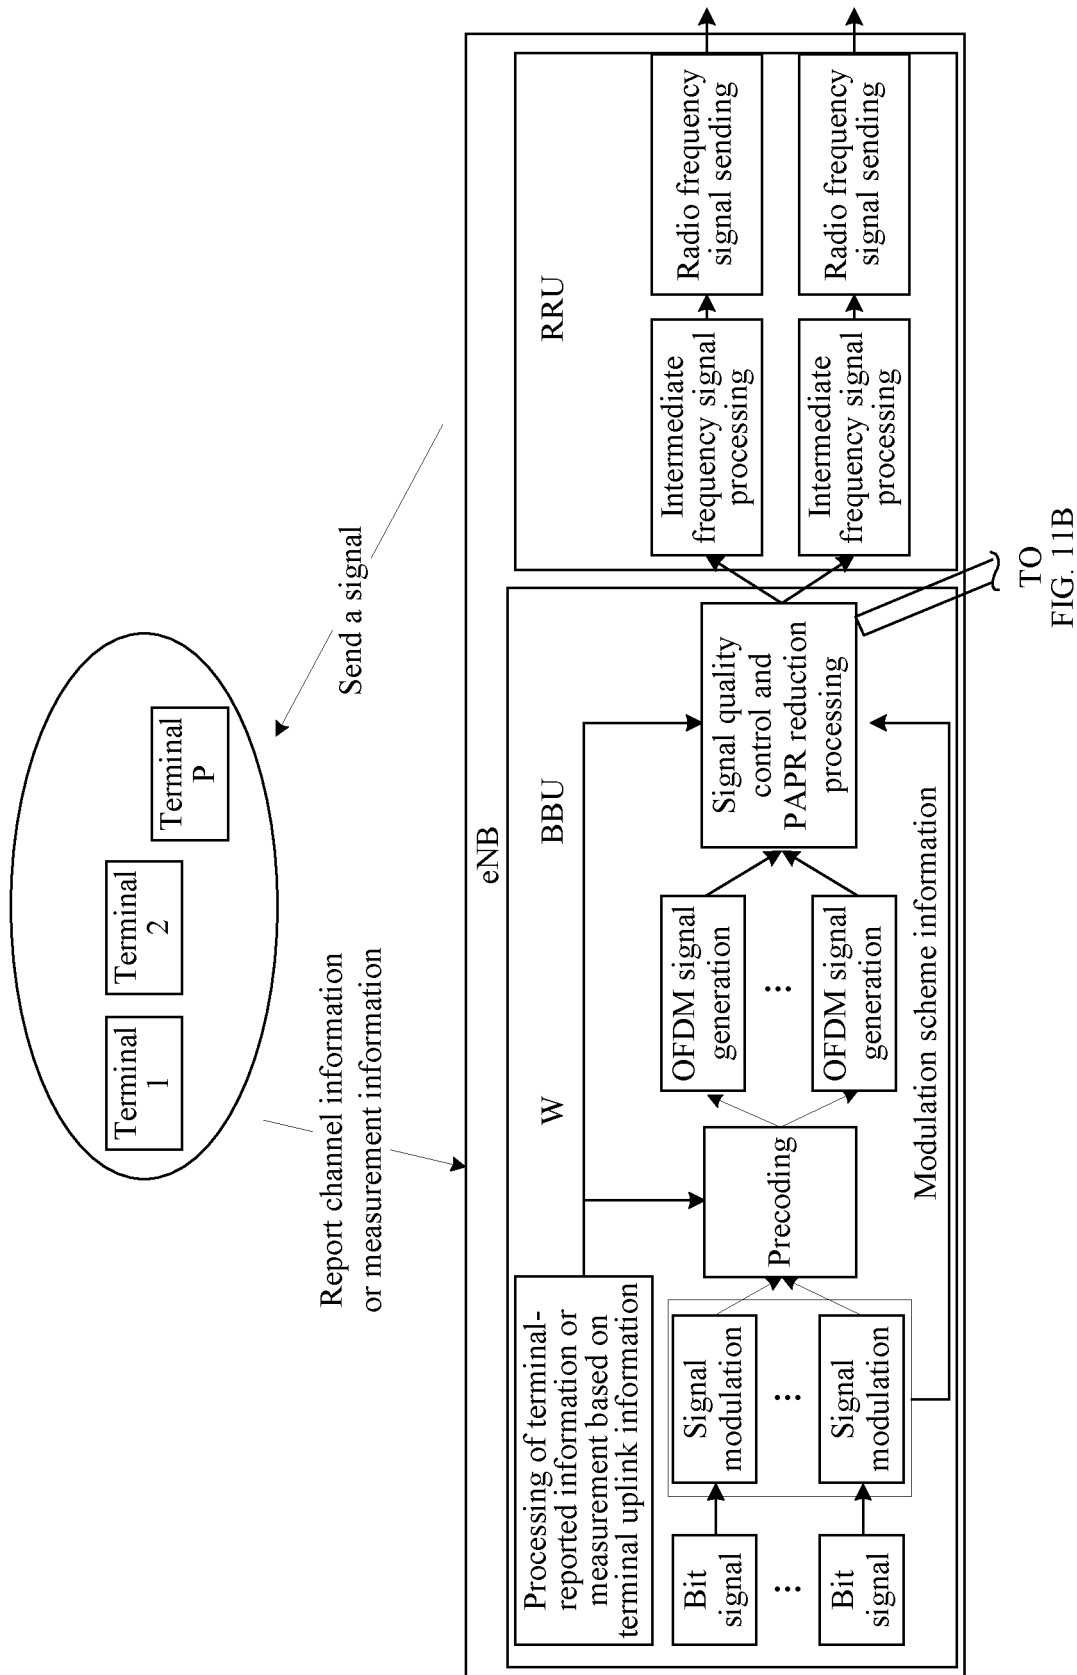 Terminal
1
Terminal
2
Terminal
P
Report channel information
or measurement information
Send a signal
eNB
BBU
RRU
W
Processing of terminal-
reported information or
measurement based on
terminal uplink information
Bit
signal
...
Bit
signal
Signal
modulation
...
Signal
modulation
Precoding
OFDM signal
generation
...
OFDM signal
generation
Signal quality
control and
PAPR reduction
processing
Modulation scheme information
Intermediate
frequency signal
processing
Intermediate
frequency signal
processing
Radio frequency
signal sending
Radio frequency
signal sending
TO
FIG. 11B